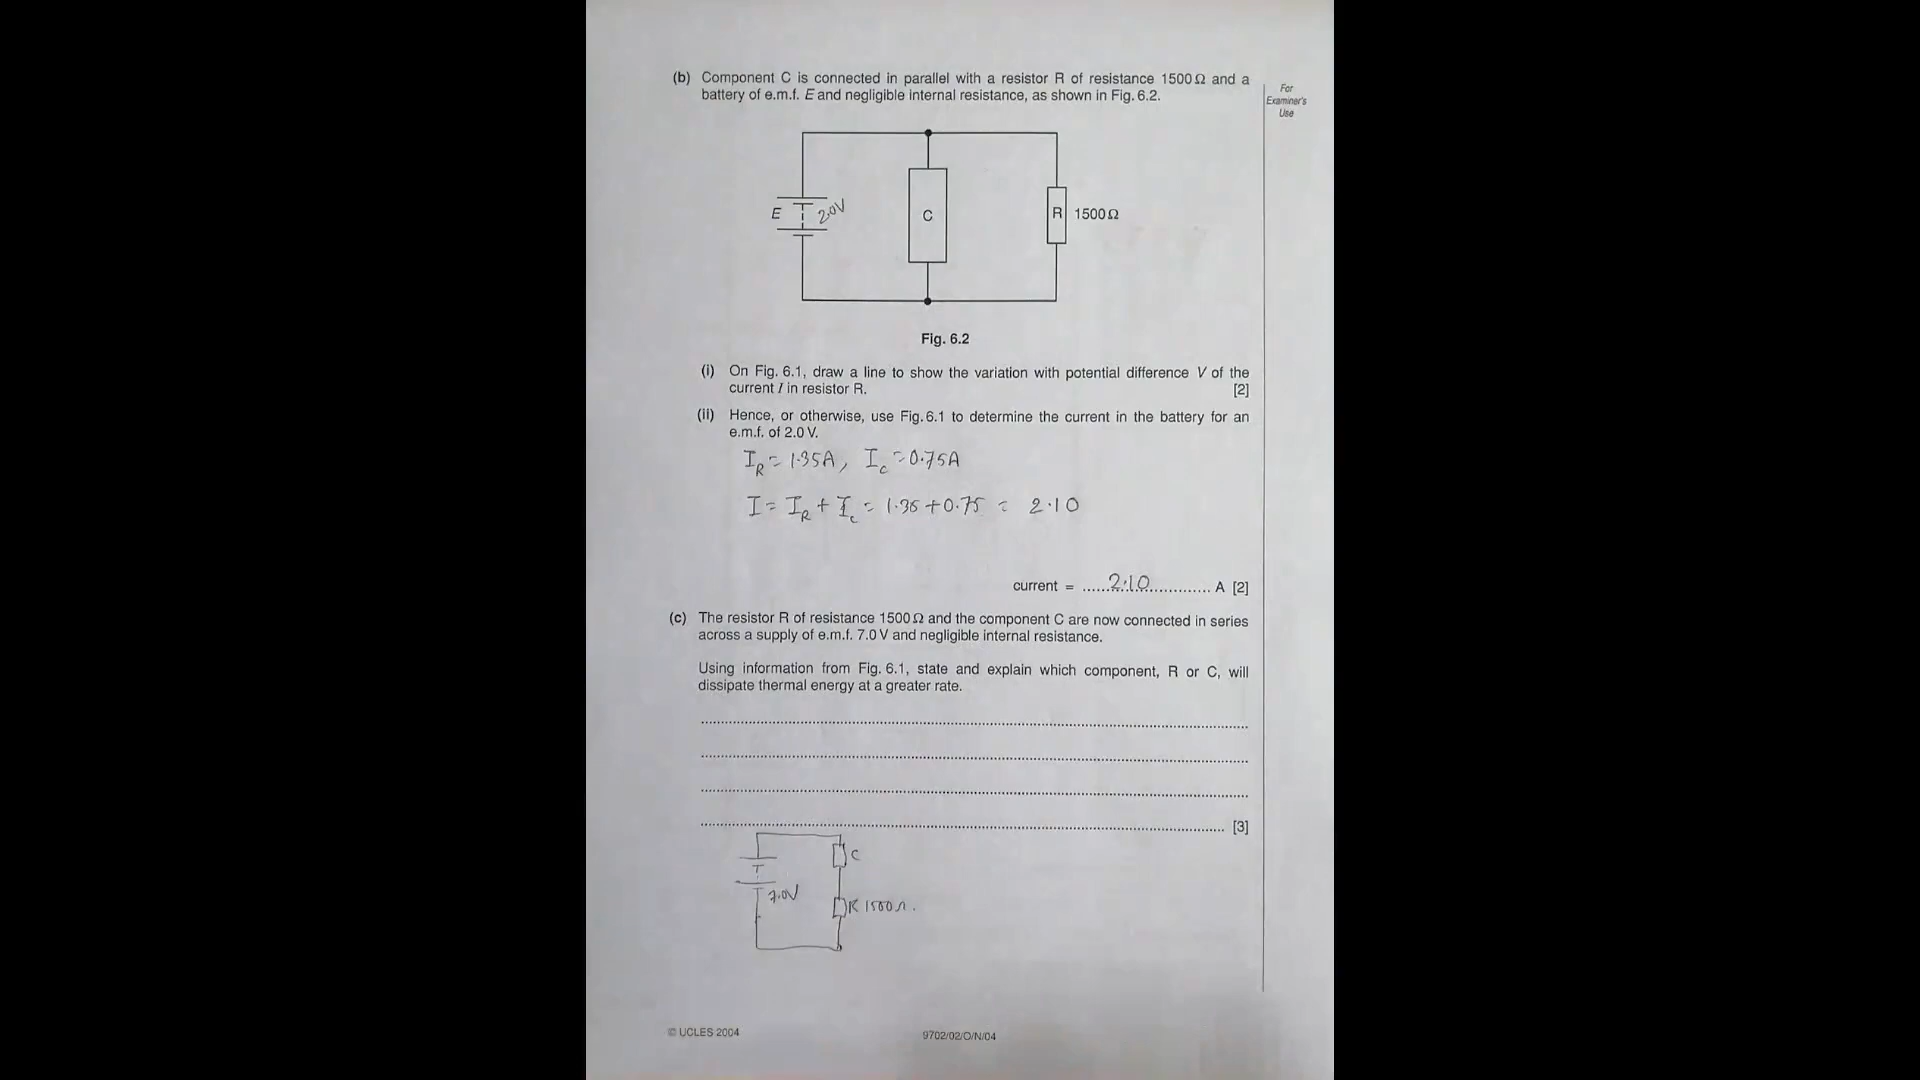 (b) Component C is connected in parallel with a resistor R of resistance 1500 Ω and a
battery of e.m.f. E and negligible internal resistance, as shown in Fig. 6.2.
For
Examiner's
Use
E
2.0V
C
R 1500 Ω
Fig. 6.2
(i) On Fig. 6.1, draw a line to show the variation with potential difference V of the
current I in resistor R. [2]
(ii) Hence, or otherwise, use Fig. 6.1 to determine the current in the battery for an
e.m.f. of 2.0 V.
I_R = 1.35A, I_c = 0.75A
I = I_R + I_c = 1.35 + 0.75 = 2.10
current = ......2.10............. A [2]
(c) The resistor R of resistance 1500 Ω and the component C are now connected in series
across a supply of e.m.f. 7.0 V and negligible internal resistance.
Using information from Fig. 6.1, state and explain which component, R or C, will
dissipate thermal energy at a greater rate.
[3]
C
7.0V
R 1500Ω.
© UCLES 2004
9702/02/O/N/04